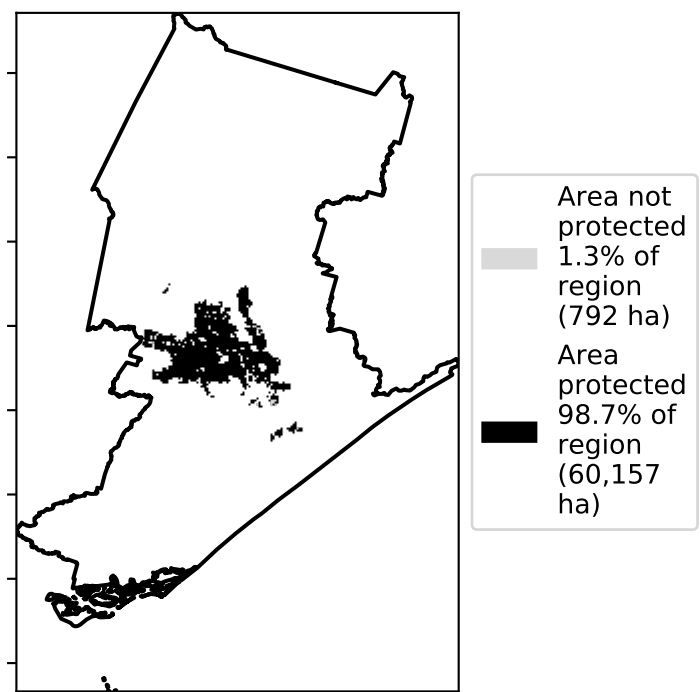 Area not
protected
1.3% of
region
(792 ha)
Area
protected
98.7% of
region
(60,157
ha)